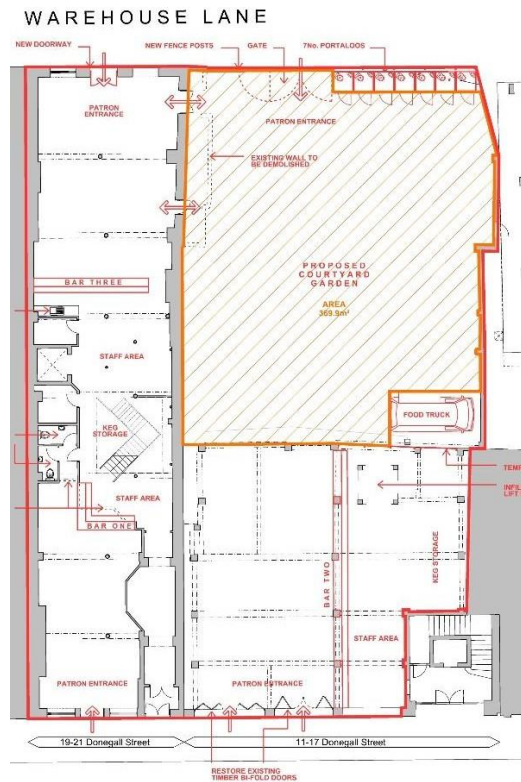 WAREHOUSE LANE
NEW DOORWAY
NEW FENCE POSTS
GATE
7No. PORTALOOS
PATRON
ENTRANCE
PATRON ENTRANCE
EXISTING WALL TO
BE DEMOLISHED
PROPOSED
COURTYARD
GARDEN
AREA
369.9m²
BAR THREE
STAFF AREA
KEG
STORAGE
FOOD TRUCK
STAFF AREA
BAR ONE
BAR TWO
KEG STORAGE
STAFF AREA
PATRON ENTRANCE
PATRON ENTRANCE
19-21 Donegall Street
11-17 Donegall Street
RESTORE EXISTING
TIMBER BI-FOLD DOORS
TEM
INFIL
LIFT